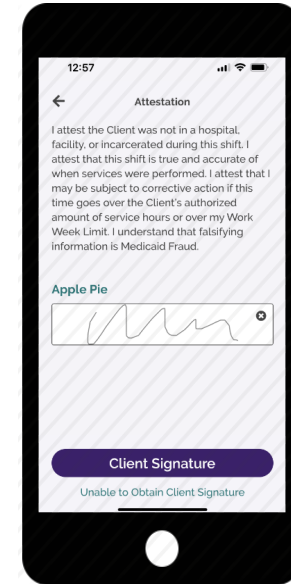 12:57
Attestation
I attest the Client was not in a hospital,
facility, or incarcerated during this shift. I
attest that this shift is true and accurate of
when services were performed. I attest that I
may be subject to corrective action if this
time goes over the Client's authorized
amount of service hours or over my Work
Week Limit. I understand that falsifying
information is Medicaid Fraud.
Apple Pie
Client Signature
Unable to Obtain Client Signature